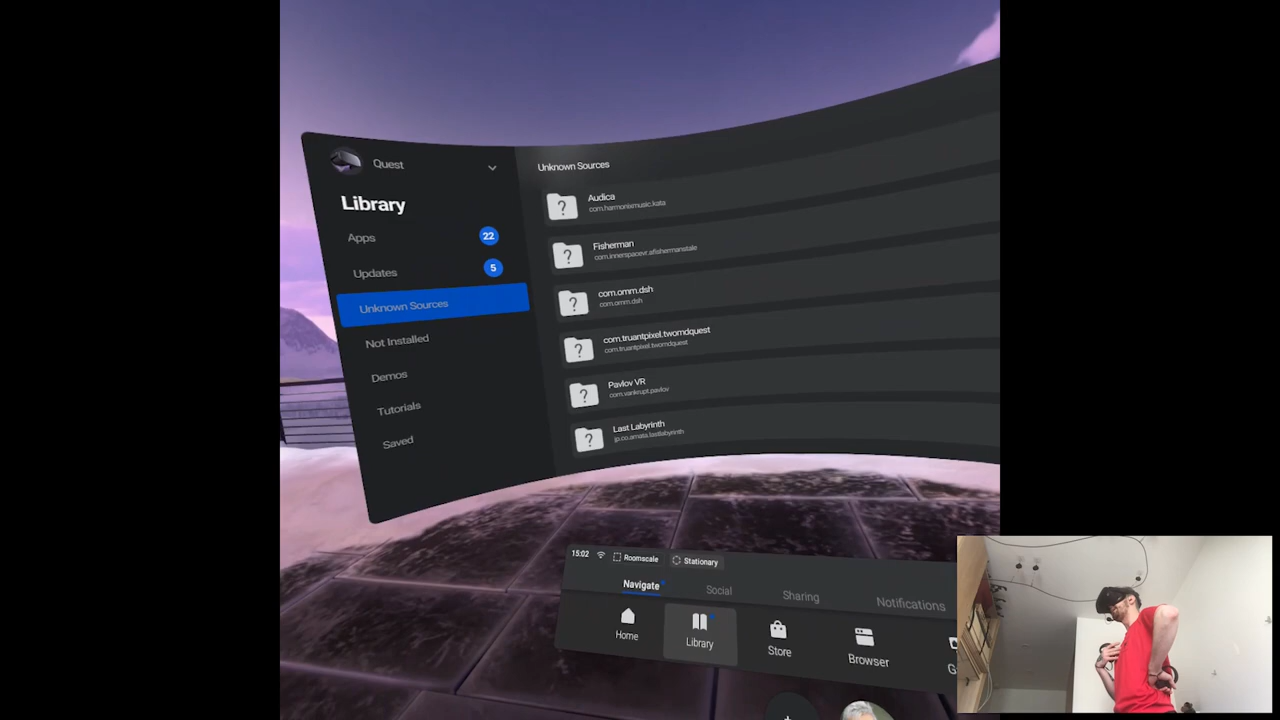 Quest
Library
Apps
22
Updates
5
Unknown Sources
Not Installed
Demos
Tutorials
Saved
Unknown Sources
Audica
com.harmonixmusic.kata
Fisherman
com.innerspacevr.afishermanstale
com.omm.dsh
com.omm.dsh
com.truantpixel.twomdquest
com.truantpixel.twomdquest
Pavlov VR
com.vankrupt.pavlov
Last Labyrinth
jp.co.amata.lastlabyrinth
15:02 Roomscale Stationary
Navigate Social Sharing Notifications
Home Library Store Browser G